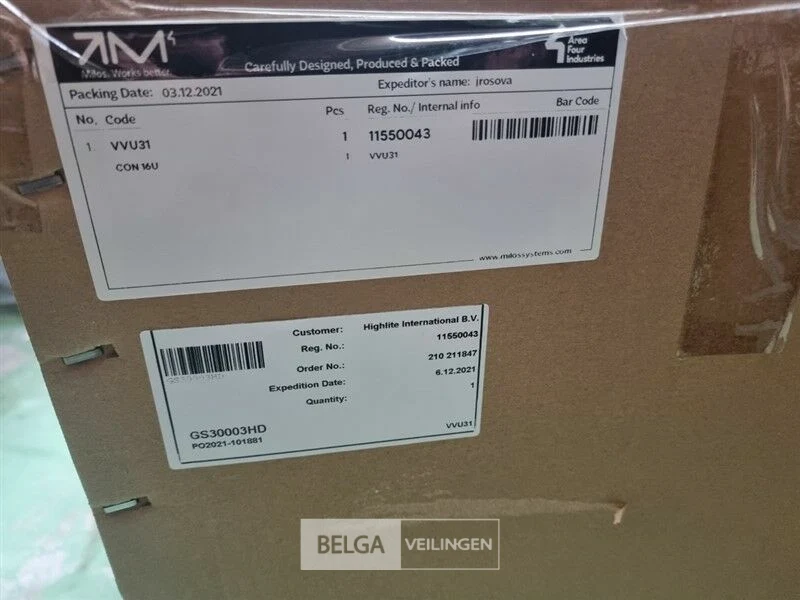 Milos. Works better.
Carefully Designed, Produced & Packed
Area
Four
Industries
Packing Date: 03.12.2021
Expeditor's name: jrosova
No. Code Pcs Reg. No./ Internal info Bar Code
1. VVU31 1 11550043
CON 16U 1 VVU31
www.milossystems.com
Customer: Highlite International B.V.
Reg. No.: 11550043
Order No.: 210 211847
Expedition Date: 6.12.2021
Quantity: 1
GS30003HD
GS30003HD
PO2021-101881
VVU31
BELGA VEILINGEN